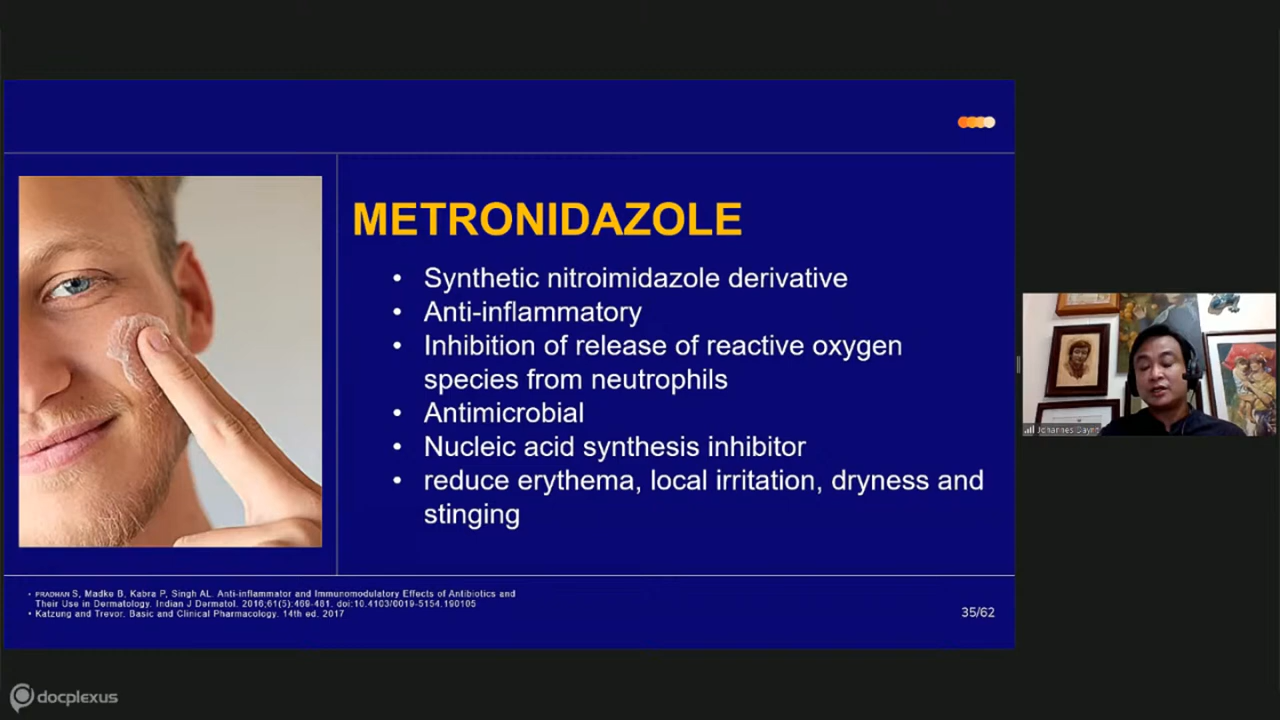 METRONIDAZOLE
• Synthetic nitroimidazole derivative
• Anti-inflammatory
• Inhibition of release of reactive oxygen
species from neutrophils
• Antimicrobial
• Nucleic acid synthesis inhibitor
• reduce erythema, local irritation, dryness and
stinging
• PRADHAN S, Madke B, Kabra P, Singh AL. Anti-inflammator and Immunomodulatory Effects of Antibiotics and
Their Use in Dermatology. Indian J Dermatol. 2016;61(5):469-481. doi:10.4103/0019-5154.190105
• Katzung and Trevor. Basic and Clinical Pharmacology. 14th ed. 2017
35/62
Johannes
docplexus